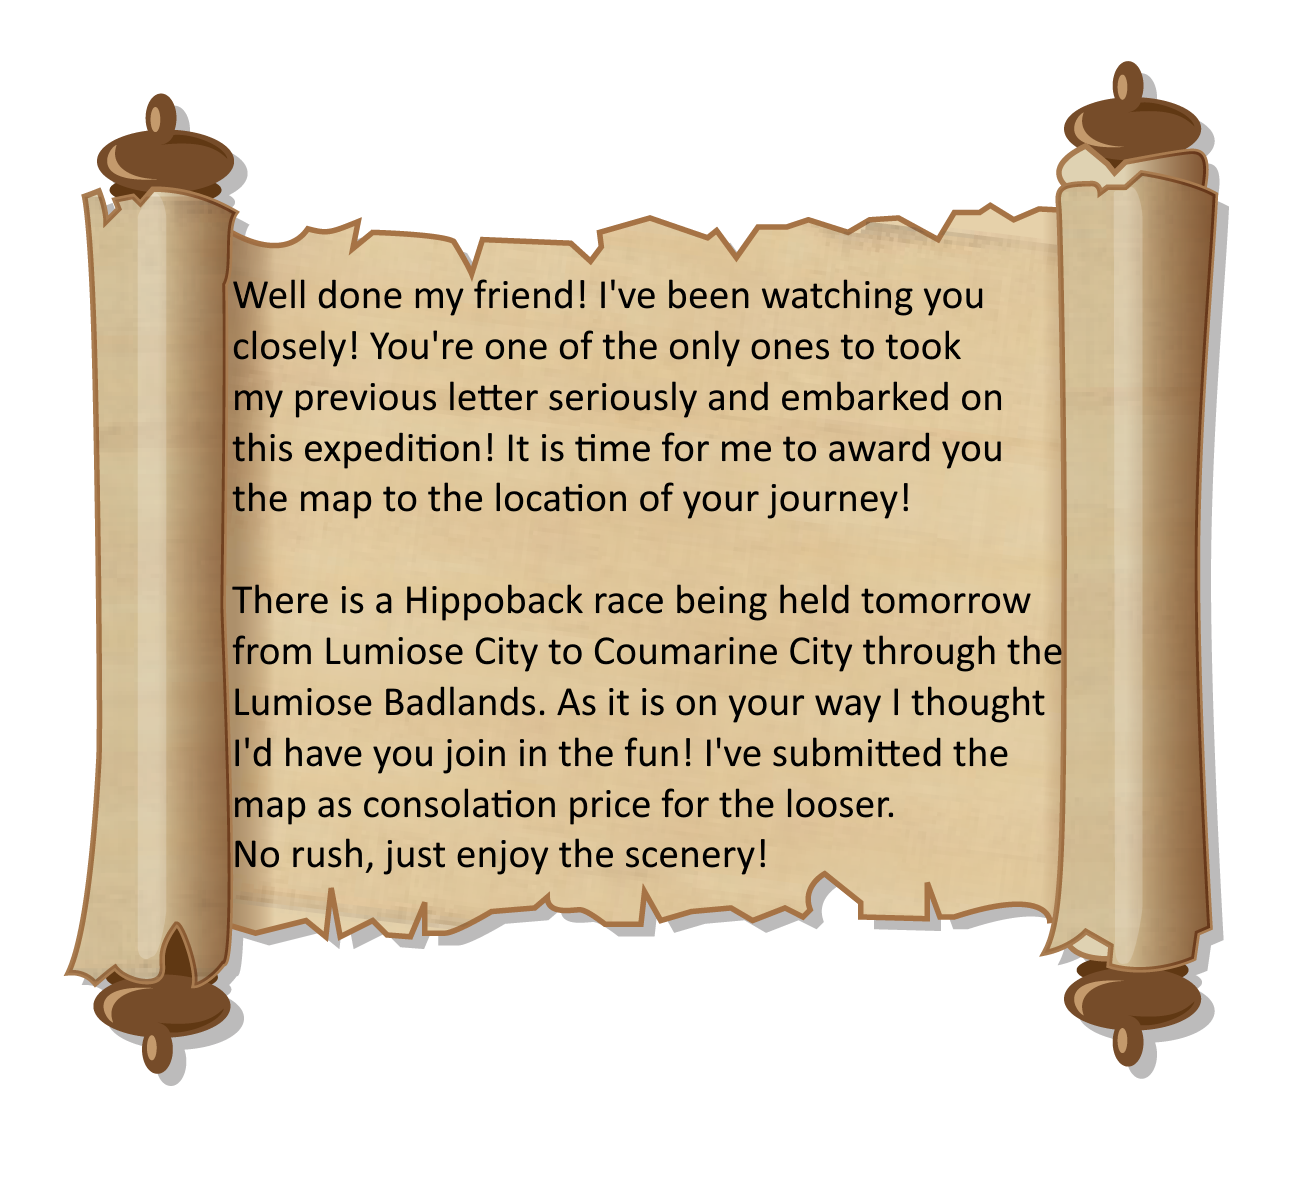 Well done my friend! I've been watching you
closely! You're one of the only ones to took
my previous letter seriously and embarked on
this expedition! It is time for me to award you
the map to the location of your journey!
There is a Hippoback race being held tomorrow
from Lumiose City to Coumarine City through the
Lumiose Badlands. As it is on your way I thought
I'd have you join in the fun! I've submitted the
map as consolation price for the looser.
No rush, just enjoy the scenery!